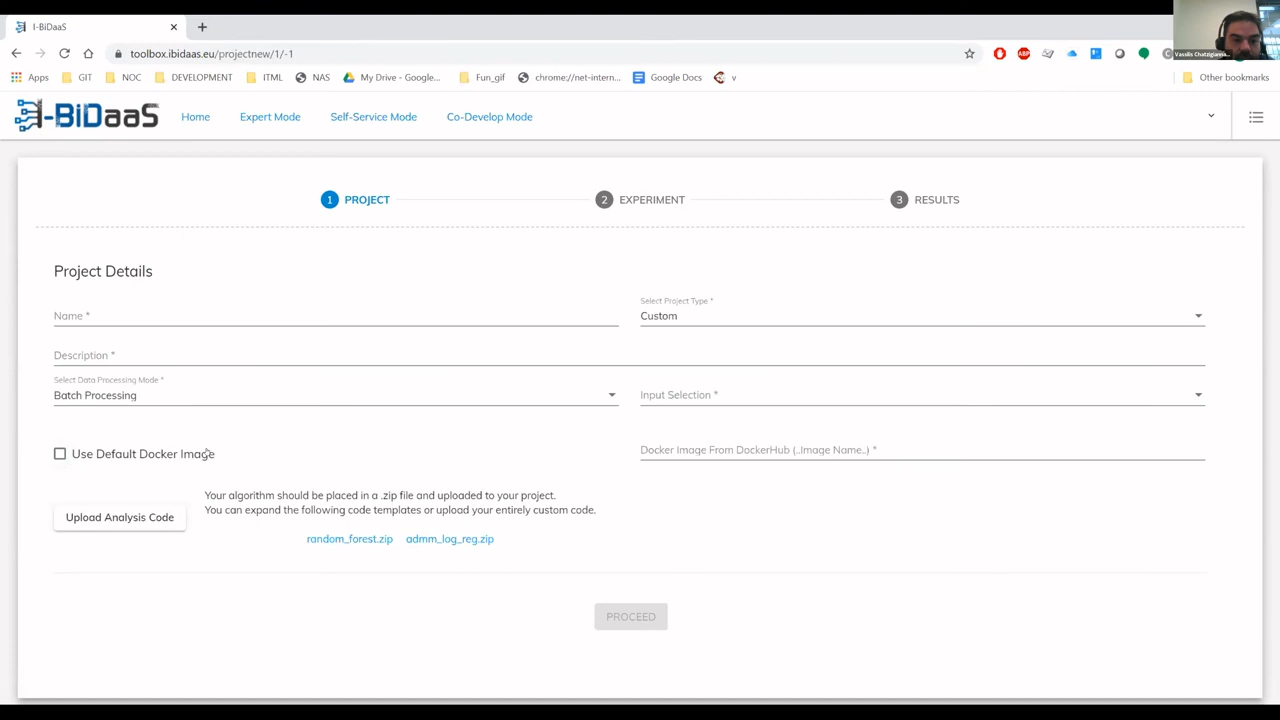 I-BiDaaS
toolbox.ibidaas.eu/projectnew/1/-1
ABP
Vassilis Chatzigianna...
Apps GIT NOC DEVELOPMENT ITML NAS My Drive - Google... Fun_gif chrome://net-intern... Google Docs v Other bookmarks
I-BiDaaS Home Expert Mode Self-Service Mode Co-Develop Mode
1 PROJECT 2 EXPERIMENT 3 RESULTS
Project Details
Select Project Type *
Name * Custom
Description *
Select Data Processing Mode *
Batch Processing Input Selection *
Use Default Docker Image Docker Image From DockerHub (..Image Name..) *
Your algorithm should be placed in a .zip file and uploaded to your project.
You can expand the following code templates or upload your entirely custom code.
Upload Analysis Code
random_forest.zip admm_log_reg.zip
PROCEED